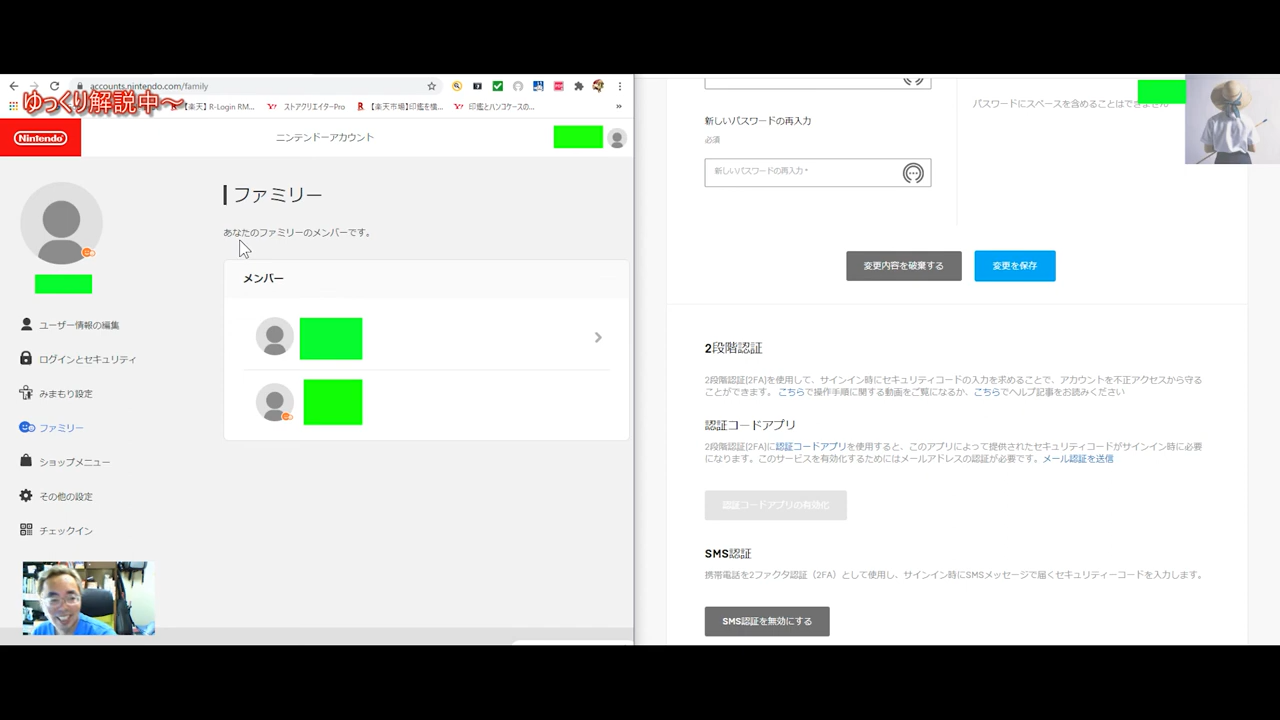 accounts.nintendo.com/family
ゆっくり解説中～
【楽天】R-Login RM...
ストアクリエイターPro
【楽天市場】印鑑を横...
印鑑とハンコケースの...
»
Nintendo
ニンテンドーアカウント
ファミリー
あなたのファミリーのメンバーです。
メンバー
ユーザー情報の編集
ログインとセキュリティ
みまもり設定
ファミリー
ショップメニュー
その他の設定
チェックイン
パスワードにスペースを含めることはできません
新しいパスワードの再入力
必須
新しいパスワードの再入力 *
変更内容を破棄する
変更を保存
2段階認証
2段階認証(2FA)を使用して、サインイン時にセキュリティコードの入力を求めることで、アカウントを不正アクセスから守る
ことができます。 こちらで操作手順に関する動画をご覧になるか、こちらでヘルプ記事をお読みください
認証コードアプリ
2段階認証(2FA)に認証コードアプリを使用すると、このアプリによって提供されたセキュリティコードがサインイン時に必要
になります。このサービスを有効化するためにはメールアドレスの認証が必要です。メール認証を送信
認証コードアプリの有効化
SMS認証
携帯電話を2ファクタ認証（2FA）として使用し、サインイン時にSMSメッセージで届くセキュリティーコードを入力します。
SMS認証を無効にする